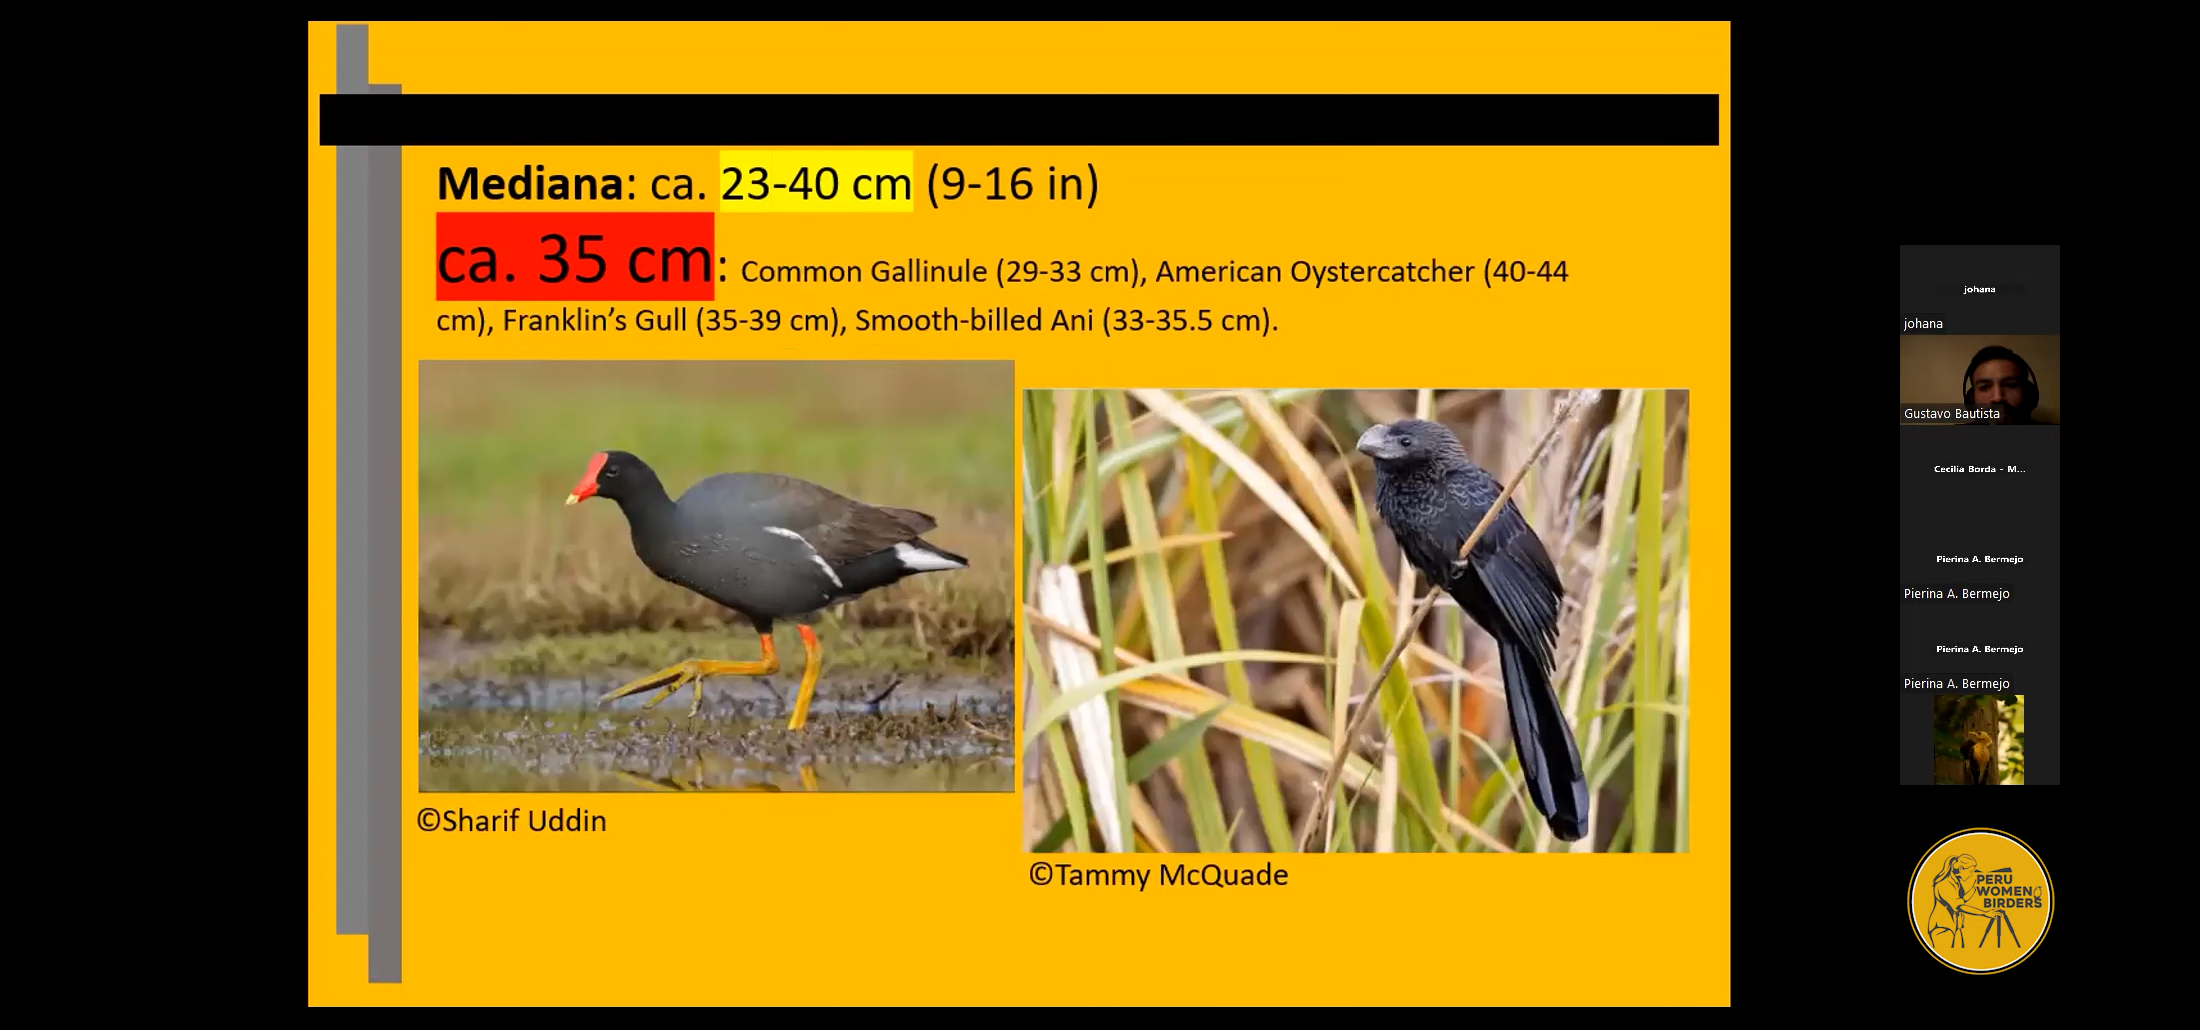 Mediana: ca. 23-40 cm (9-16 in)
ca. 35 cm: Common Gallinule (29-33 cm), American Oystercatcher (40-44
cm), Franklin’s Gull (35-39 cm), Smooth-billed Ani (33-35.5 cm).
©Sharif Uddin
©Tammy McQuade
johana
johana
Gustavo Bautista
Cecilia Borda - M...
Pierina A. Bermejo
Pierina A. Bermejo
Pierina A. Bermejo
Pierina A. Bermejo
PERU
WOMEN
BIRDERS